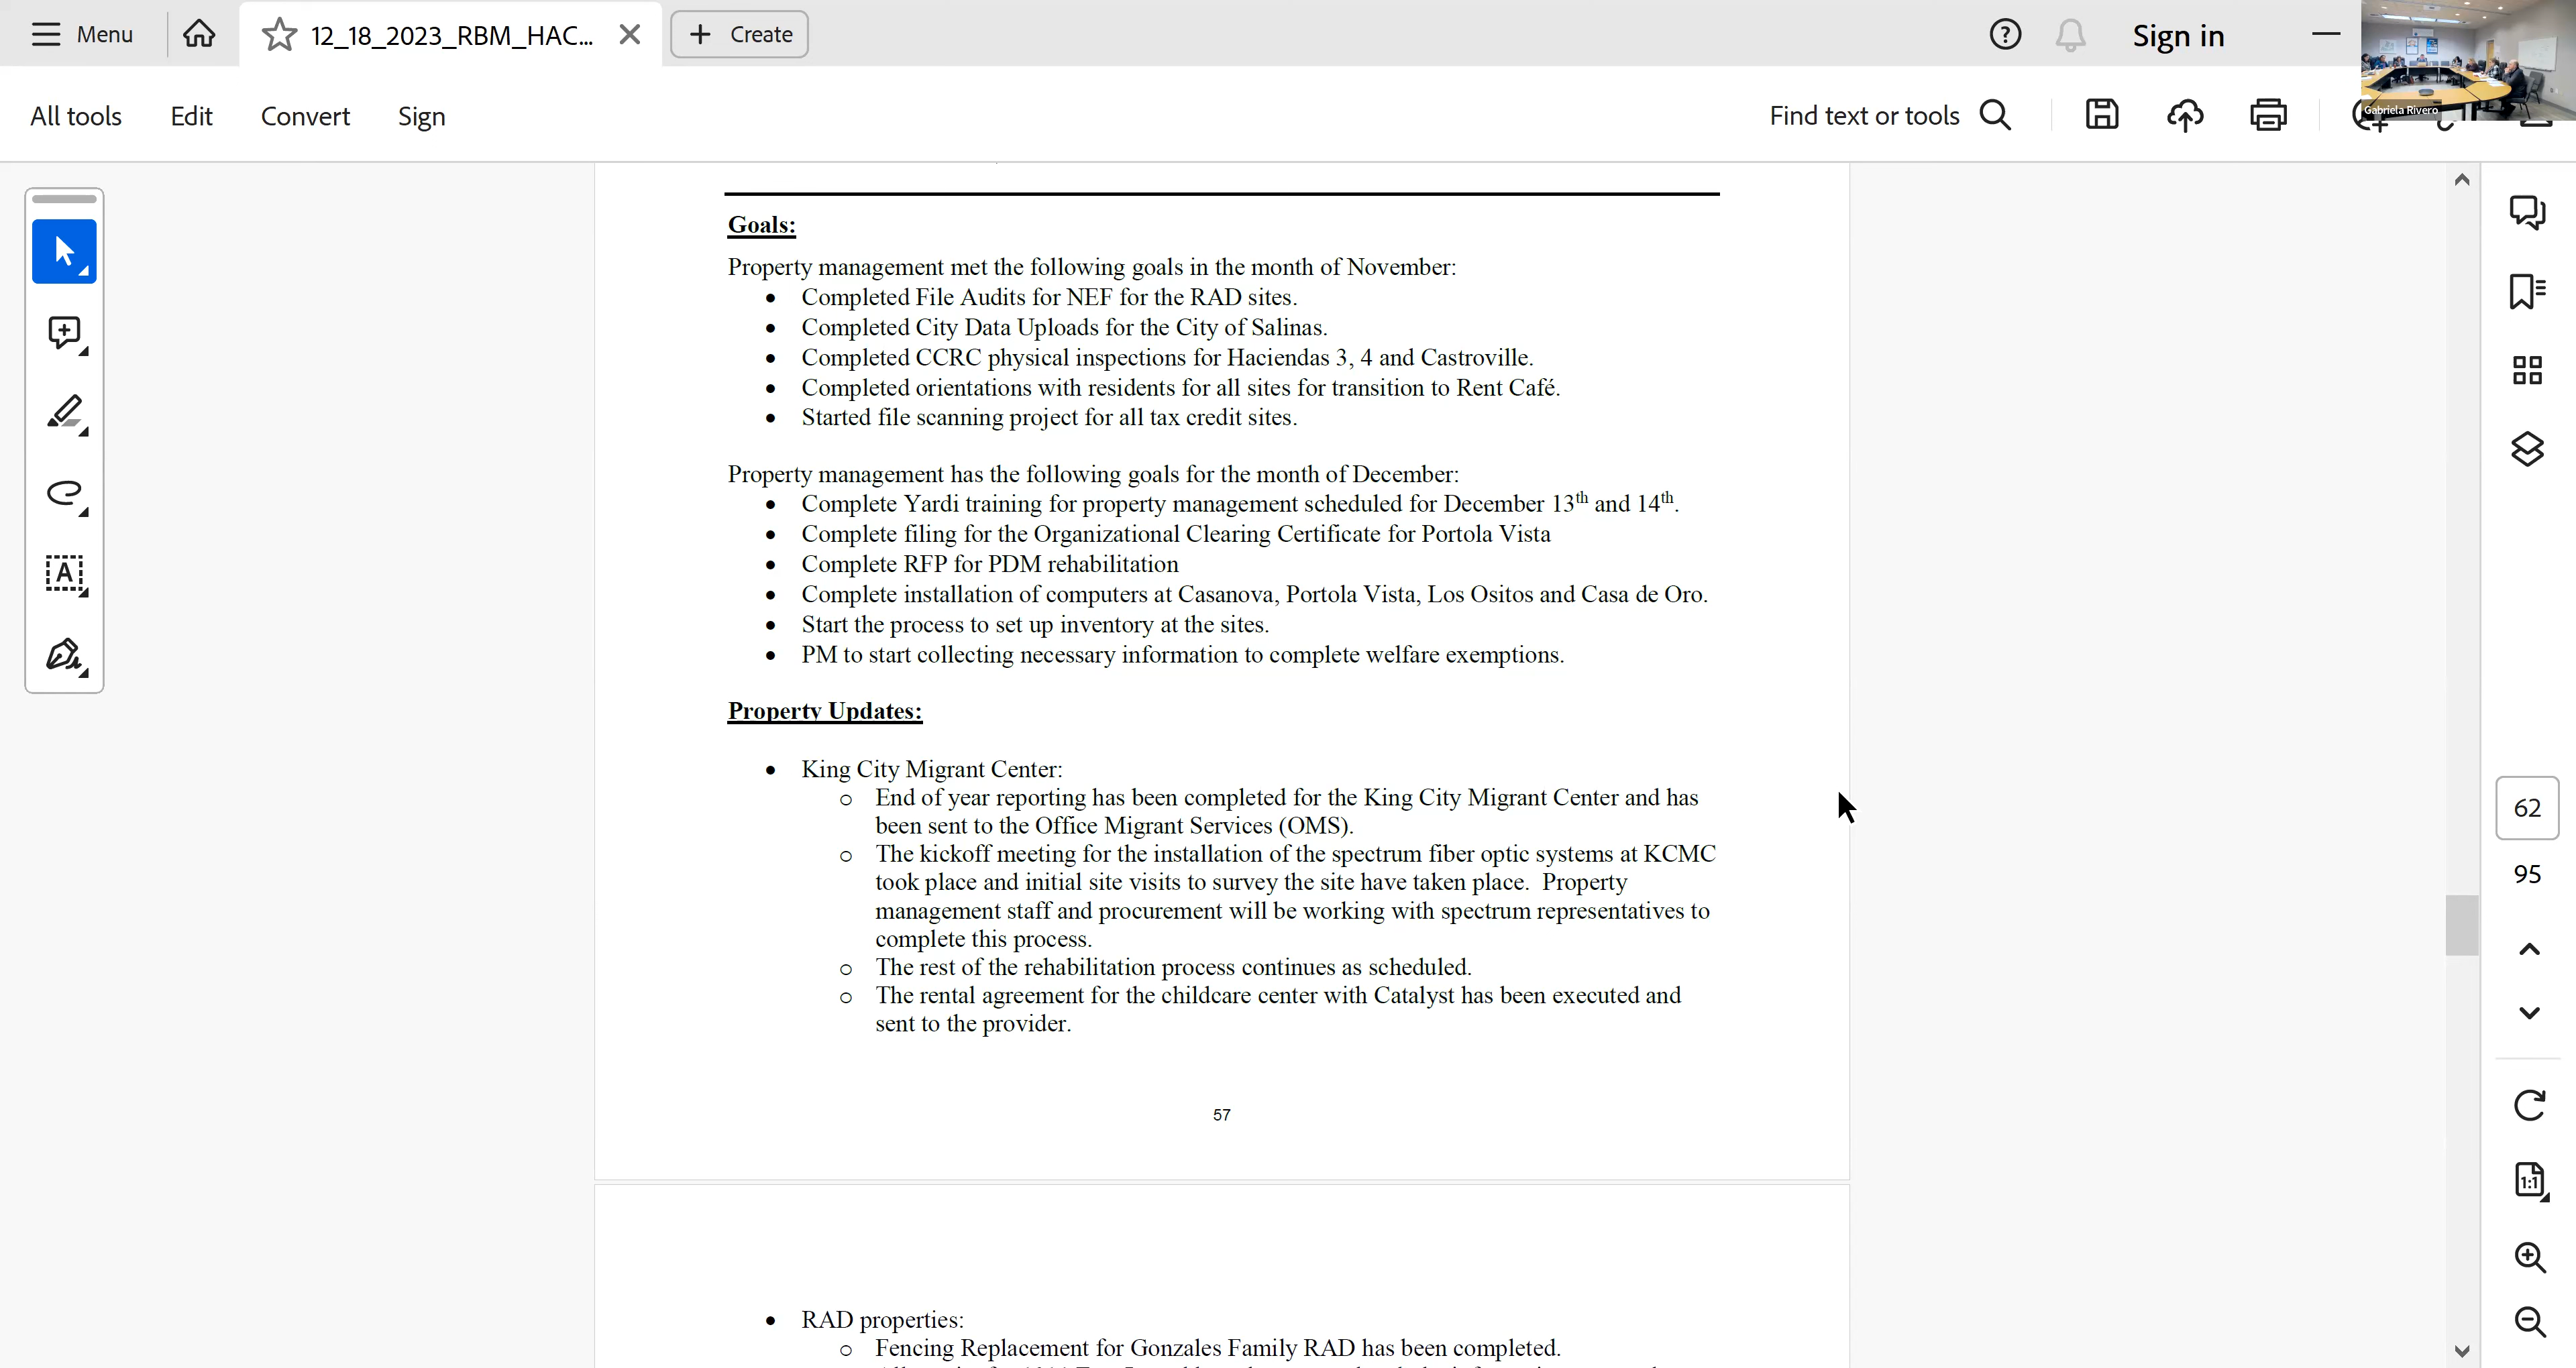 Menu
12_18_2023_RBM_HAC...
Create
Sign in
All tools
Edit
Convert
Sign
Find text or tools
Gabriela Rivero
Goals:
Property management met the following goals in the month of November:
• Completed File Audits for NEF for the RAD sites.
• Completed City Data Uploads for the City of Salinas.
• Completed CCRC physical inspections for Haciendas 3, 4 and Castroville.
• Completed orientations with residents for all sites for transition to Rent Café.
• Started file scanning project for all tax credit sites.
Property management has the following goals for the month of December:
• Complete Yardi training for property management scheduled for December 13th and 14th.
• Complete filing for the Organizational Clearing Certificate for Portola Vista
• Complete RFP for PDM rehabilitation
• Complete installation of computers at Casanova, Portola Vista, Los Ositos and Casa de Oro.
• Start the process to set up inventory at the sites.
• PM to start collecting necessary information to complete welfare exemptions.
Property Updates:
• King City Migrant Center:
o End of year reporting has been completed for the King City Migrant Center and has
been sent to the Office Migrant Services (OMS).
o The kickoff meeting for the installation of the spectrum fiber optic systems at KCMC
took place and initial site visits to survey the site have taken place. Property
management staff and procurement will be working with spectrum representatives to
complete this process.
o The rest of the rehabilitation process continues as scheduled.
o The rental agreement for the childcare center with Catalyst has been executed and
sent to the provider.
57
• RAD properties:
o Fencing Replacement for Gonzales Family RAD has been completed.
62
95
1:1